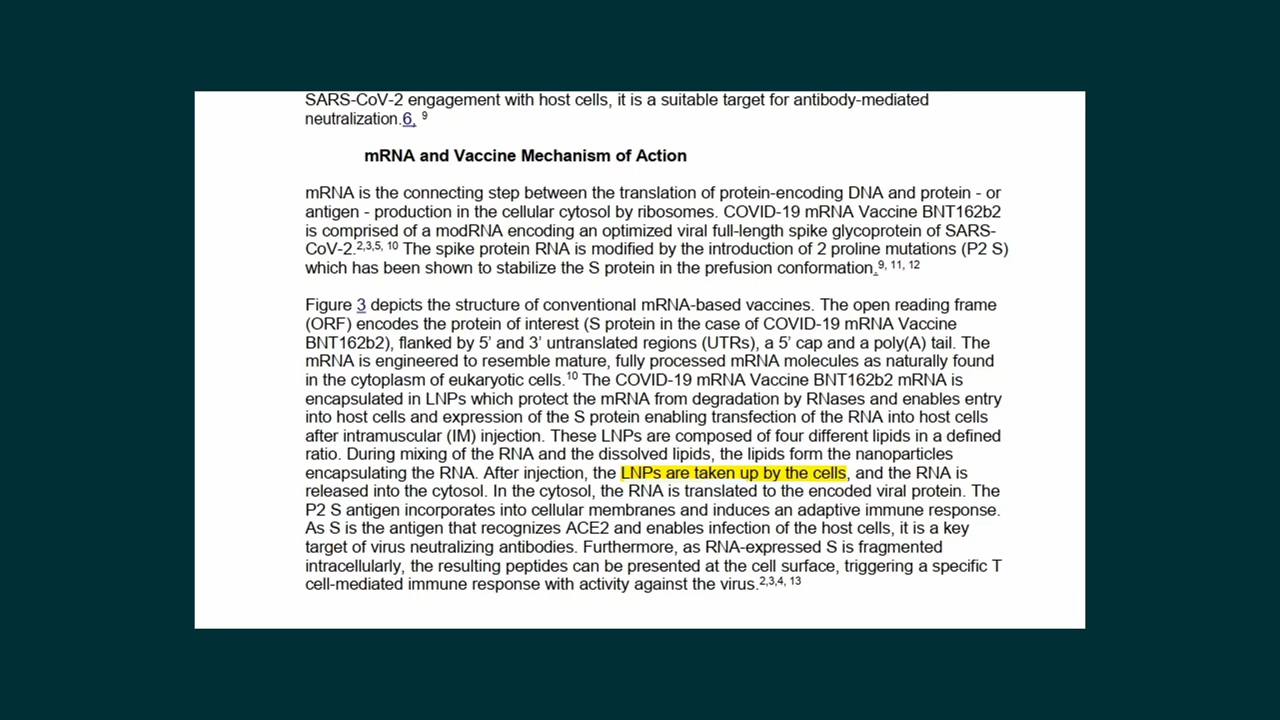 SARS-CoV-2 engagement with host cells, it is a suitable target for antibody-mediated
neutralization.6, 9
mRNA and Vaccine Mechanism of Action
mRNA is the connecting step between the translation of protein-encoding DNA and protein - or
antigen - production in the cellular cytosol by ribosomes. COVID-19 mRNA Vaccine BNT162b2
is comprised of a modRNA encoding an optimized viral full-length spike glycoprotein of SARS-
CoV-2.2,3,5, 10 The spike protein RNA is modified by the introduction of 2 proline mutations (P2 S)
which has been shown to stabilize the S protein in the prefusion conformation.9, 11, 12
Figure 3 depicts the structure of conventional mRNA-based vaccines. The open reading frame
(ORF) encodes the protein of interest (S protein in the case of COVID-19 mRNA Vaccine
BNT162b2), flanked by 5' and 3' untranslated regions (UTRs), a 5' cap and a poly(A) tail. The
mRNA is engineered to resemble mature, fully processed mRNA molecules as naturally found
in the cytoplasm of eukaryotic cells.10 The COVID-19 mRNA Vaccine BNT162b2 mRNA is
encapsulated in LNPs which protect the mRNA from degradation by RNases and enables entry
into host cells and expression of the S protein enabling transfection of the RNA into host cells
after intramuscular (IM) injection. These LNPs are composed of four different lipids in a defined
ratio. During mixing of the RNA and the dissolved lipids, the lipids form the nanoparticles
encapsulating the RNA. After injection, the LNPs are taken up by the cells, and the RNA is
released into the cytosol. In the cytosol, the RNA is translated to the encoded viral protein. The
P2 S antigen incorporates into cellular membranes and induces an adaptive immune response.
As S is the antigen that recognizes ACE2 and enables infection of the host cells, it is a key
target of virus neutralizing antibodies. Furthermore, as RNA-expressed S is fragmented
intracellularly, the resulting peptides can be presented at the cell surface, triggering a specific T
cell-mediated immune response with activity against the virus.2,3,4, 13